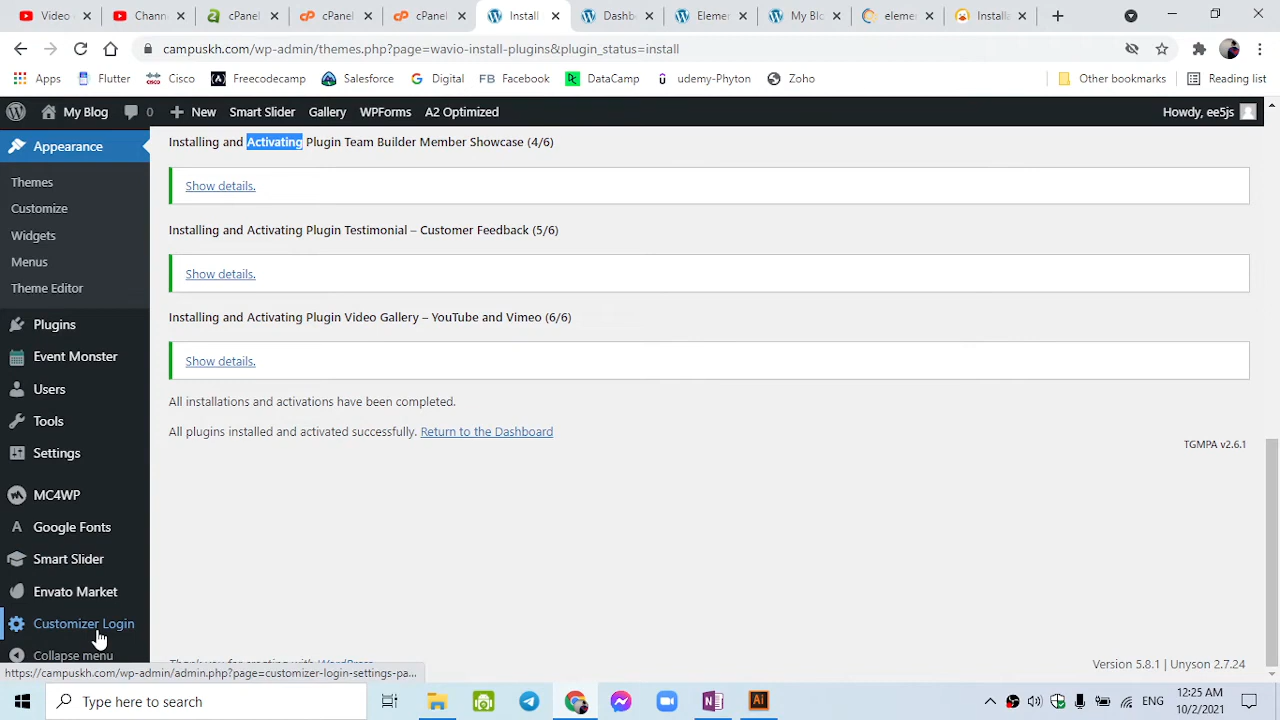 Video
Chann
cPanel
cPanel
cPanel
Install
Dashb
Elemen
My Blo
elemen
Installa
campuskh.com/wp-admin/themes.php?page=wavio-install-plugins&plugin_status=install
Apps
Flutter
Cisco
Freecodecamp
Salesforce
Digital
Facebook
DataCamp
udemy-Phyton
Zoho
Other bookmarks
Reading list
My Blog
0
New
Smart Slider
Gallery
WPForms
A2 Optimized
Howdy, ee5js
Appearance
Themes
Customize
Widgets
Menus
Theme Editor
Plugins
Event Monster
Users
Tools
Settings
MC4WP
Google Fonts
Smart Slider
Envato Market
Customizer Login
Collapse menu
Installing and Activating Plugin Team Builder Member Showcase (4/6)
Show details.
Installing and Activating Plugin Testimonial – Customer Feedback (5/6)
Show details.
Installing and Activating Plugin Video Gallery – YouTube and Vimeo (6/6)
Show details.
All installations and activations have been completed.
All plugins installed and activated successfully. Return to the Dashboard
TGMPA v2.6.1
Version 5.8.1 | Unyson 2.7.24
https://campuskh.com/wp-admin/admin.php?page=customizer-login-settings-pa...
Type here to search
ENG
12:23 AM
10/2/2021